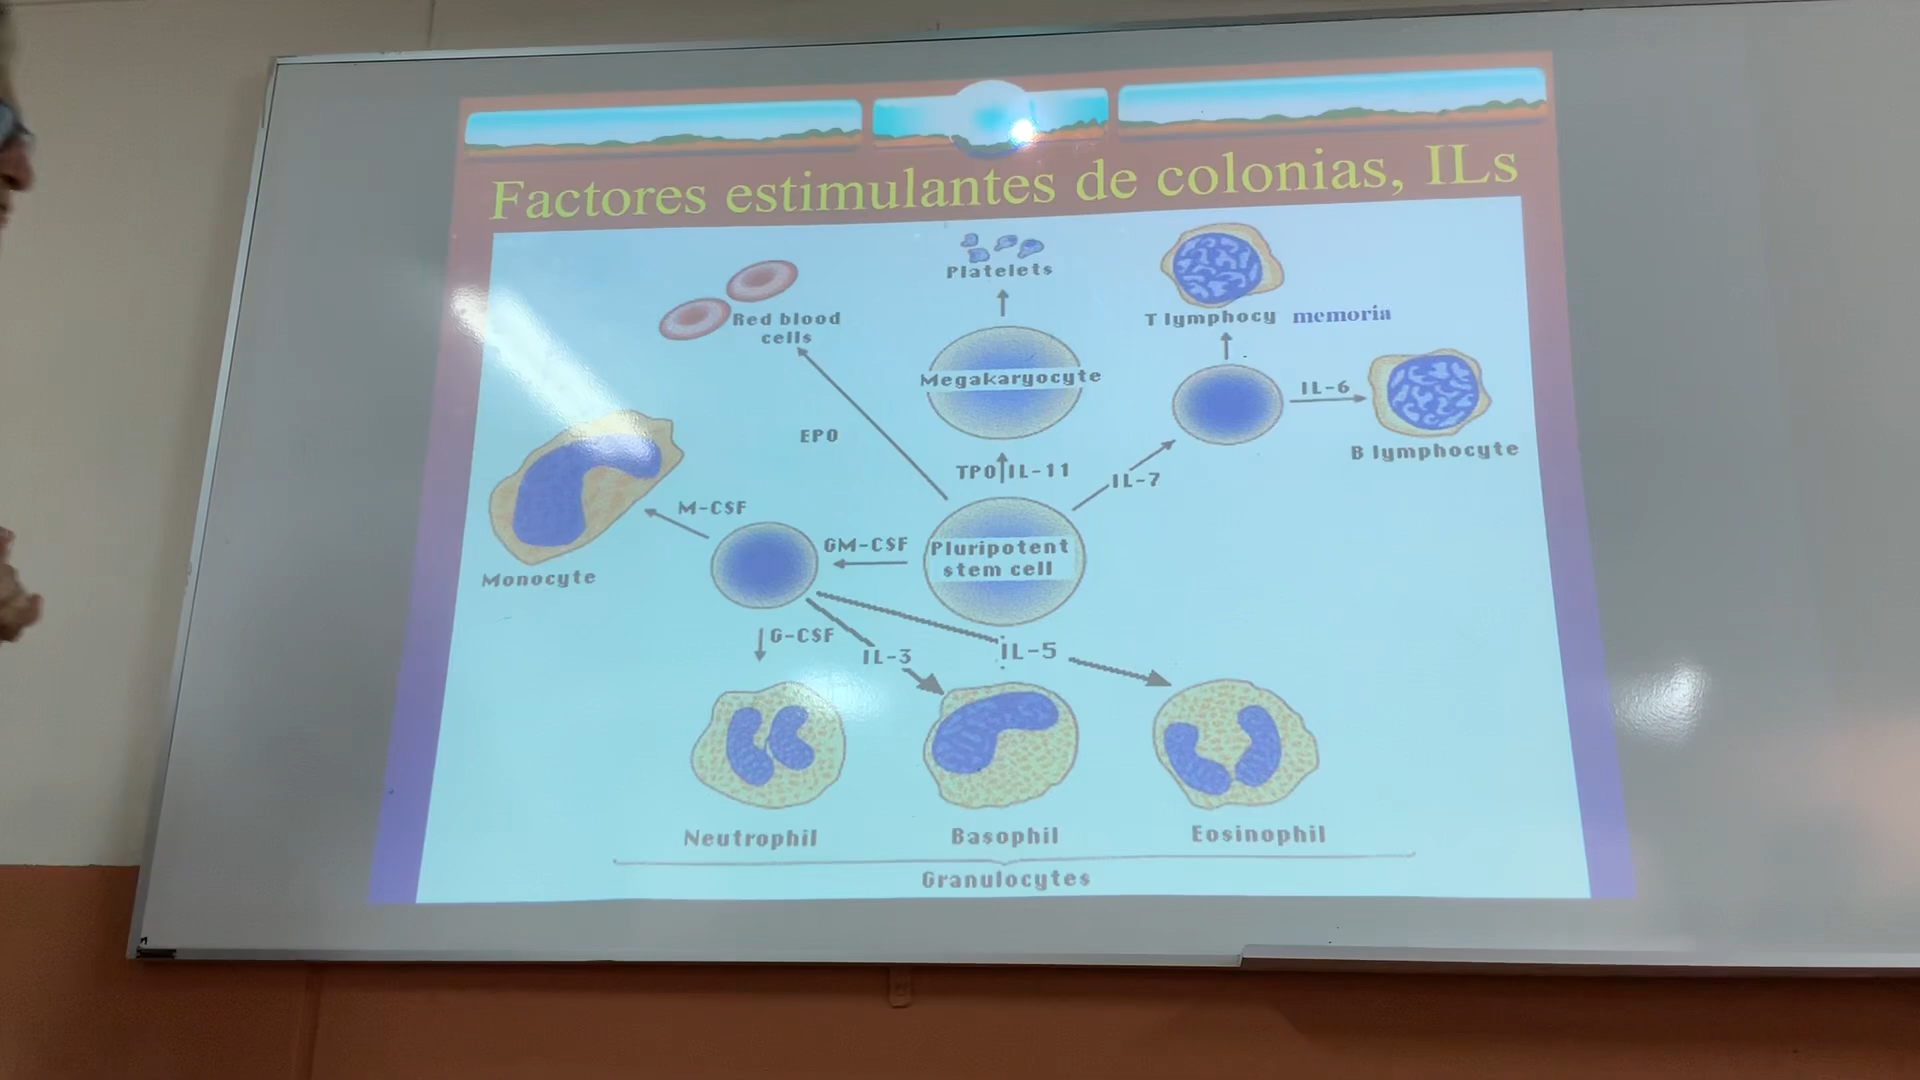 Factores estimulantes de colonias, ILs
Platelets
Red blood
cells
T lymphocy memoria
Megakaryocyte
IL-6
EPO
B lymphocyte
TPO IL-11
IL-7
M-CSF
GM-CSF
Pluripotent
stem cell
Monocyte
G-CSF
IL-3
IL-5
Neutrophil
Basophil
Eosinophil
Granulocytes